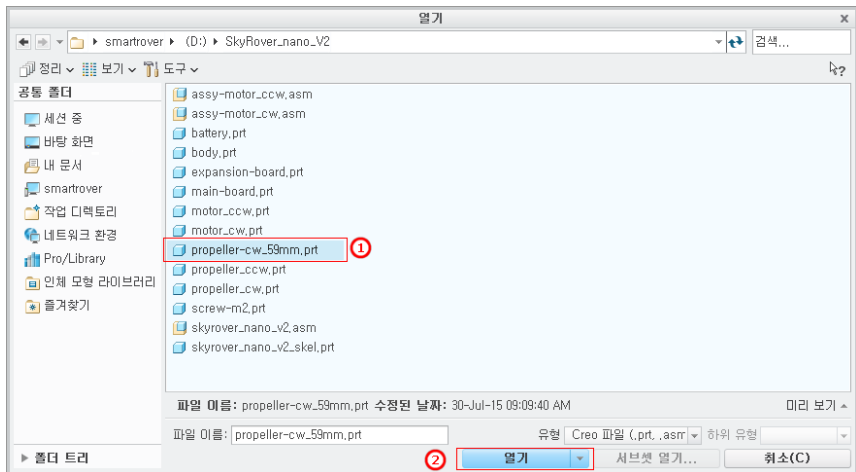 열기
smartrover ▸ (D:) ▸ SkyRover_nano_V2
검색...
정리 보기 도구
공통 폴더
세션 중
바탕 화면
내 문서
smartrover
작업 디렉토리
네트워크 환경
Pro/Library
인체 모형 라이브러리
즐겨찾기
assy-motor_ccw.asm
assy-motor_cw.asm
battery.prt
body.prt
expansion-board.prt
main-board.prt
motor_ccw.prt
motor_cw.prt
propeller-cw_59mm.prt ①
propeller_ccw.prt
propeller_cw.prt
screw-m2.prt
skyrover_nano_v2.asm
skyrover_nano_v2_skel.prt
파일 이름: propeller-cw_59mm.prt 수정된 날짜: 30-Jul-15 09:09:40 AM 미리 보기
파일 이름: propeller-cw_59mm.prt 유형 Creo 파일 (.prt, .asm 하위 유형
▸ 폴더 트리 ② 열기 서브셋 열기... 취소(C)